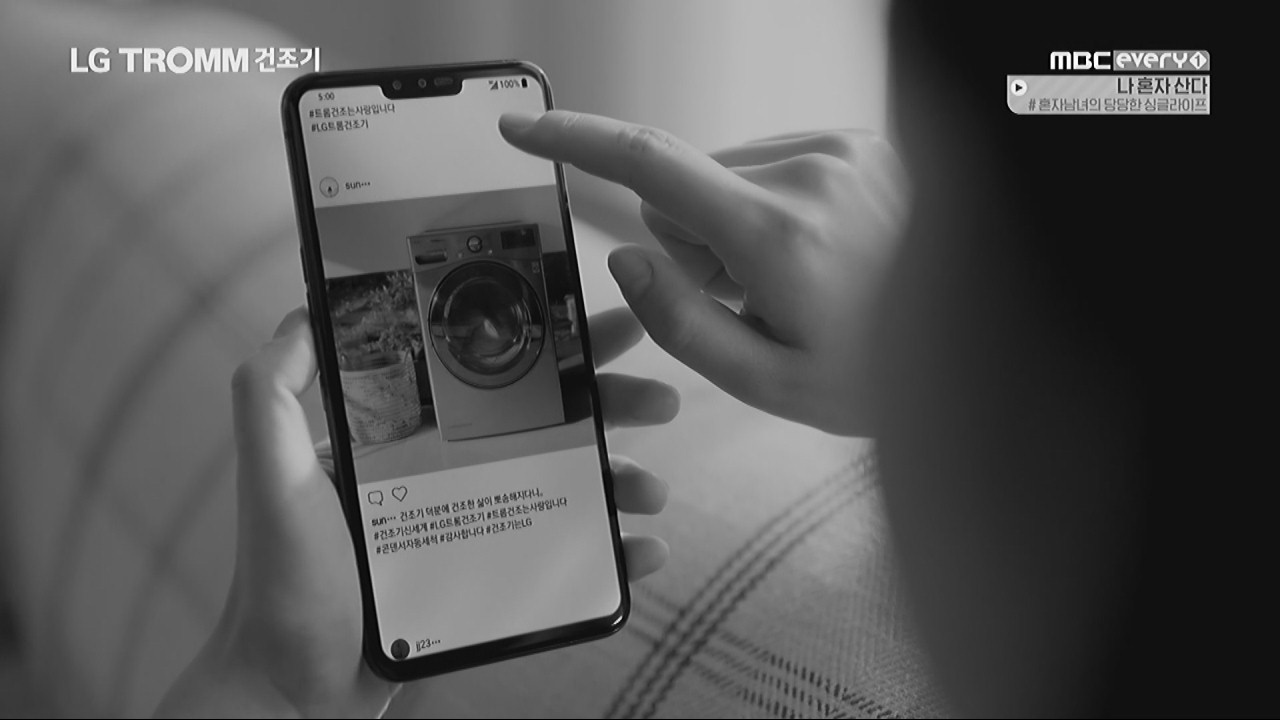 LG TROMM 건조기
MBC every1
나 혼자 산다
# 혼자남녀의 당당한 싱글라이프
5:00
100%
#트롬건조는사랑입니다
#LG트롬건조기
sun···
sun··· 건조기 덕분에 건조한 삶이 뽀송해지다니。
#건조기신세계 #LG트롬건조기 #트롬건조는사랑입니다
#콘덴서자동세척 #감사합니다 #건조기는LG
jj23···